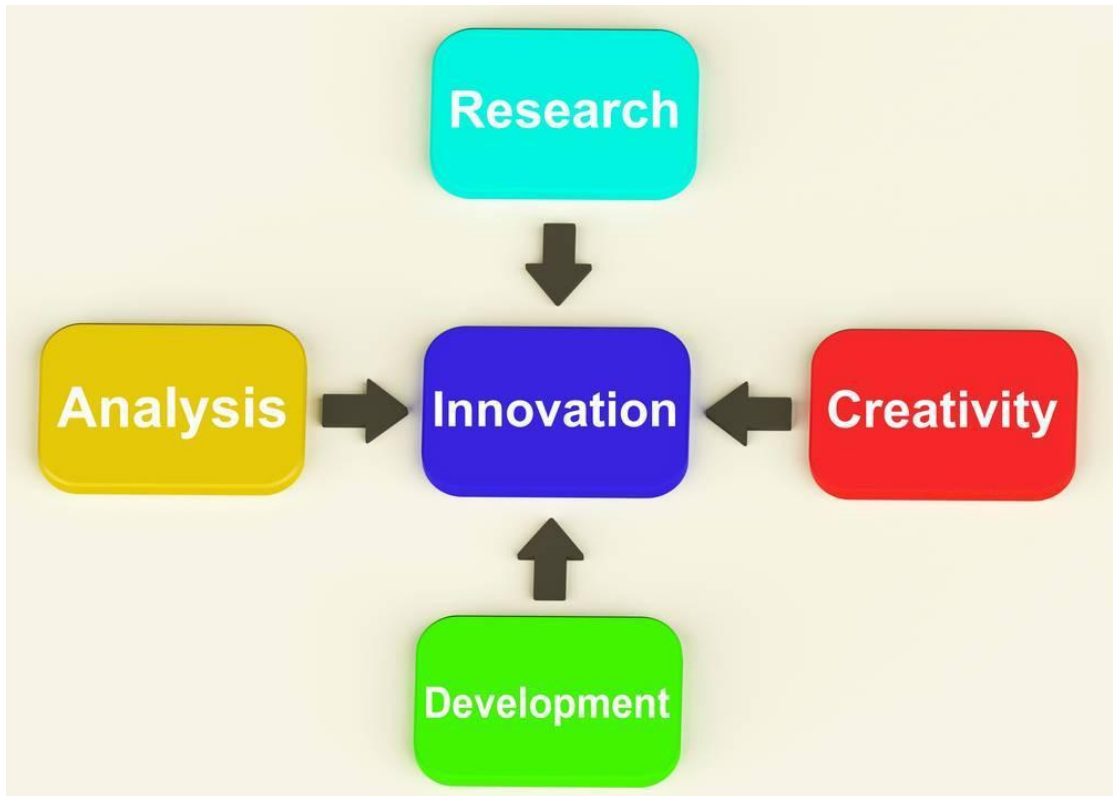 Research
Analysis
Innovation
Creativity
Development